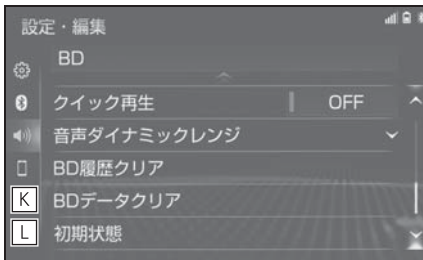 設定・編集
BD
クイック再生 OFF
音声ダイナミックレンジ
BD履歴クリア
K BDデータクリア
L 初期状態